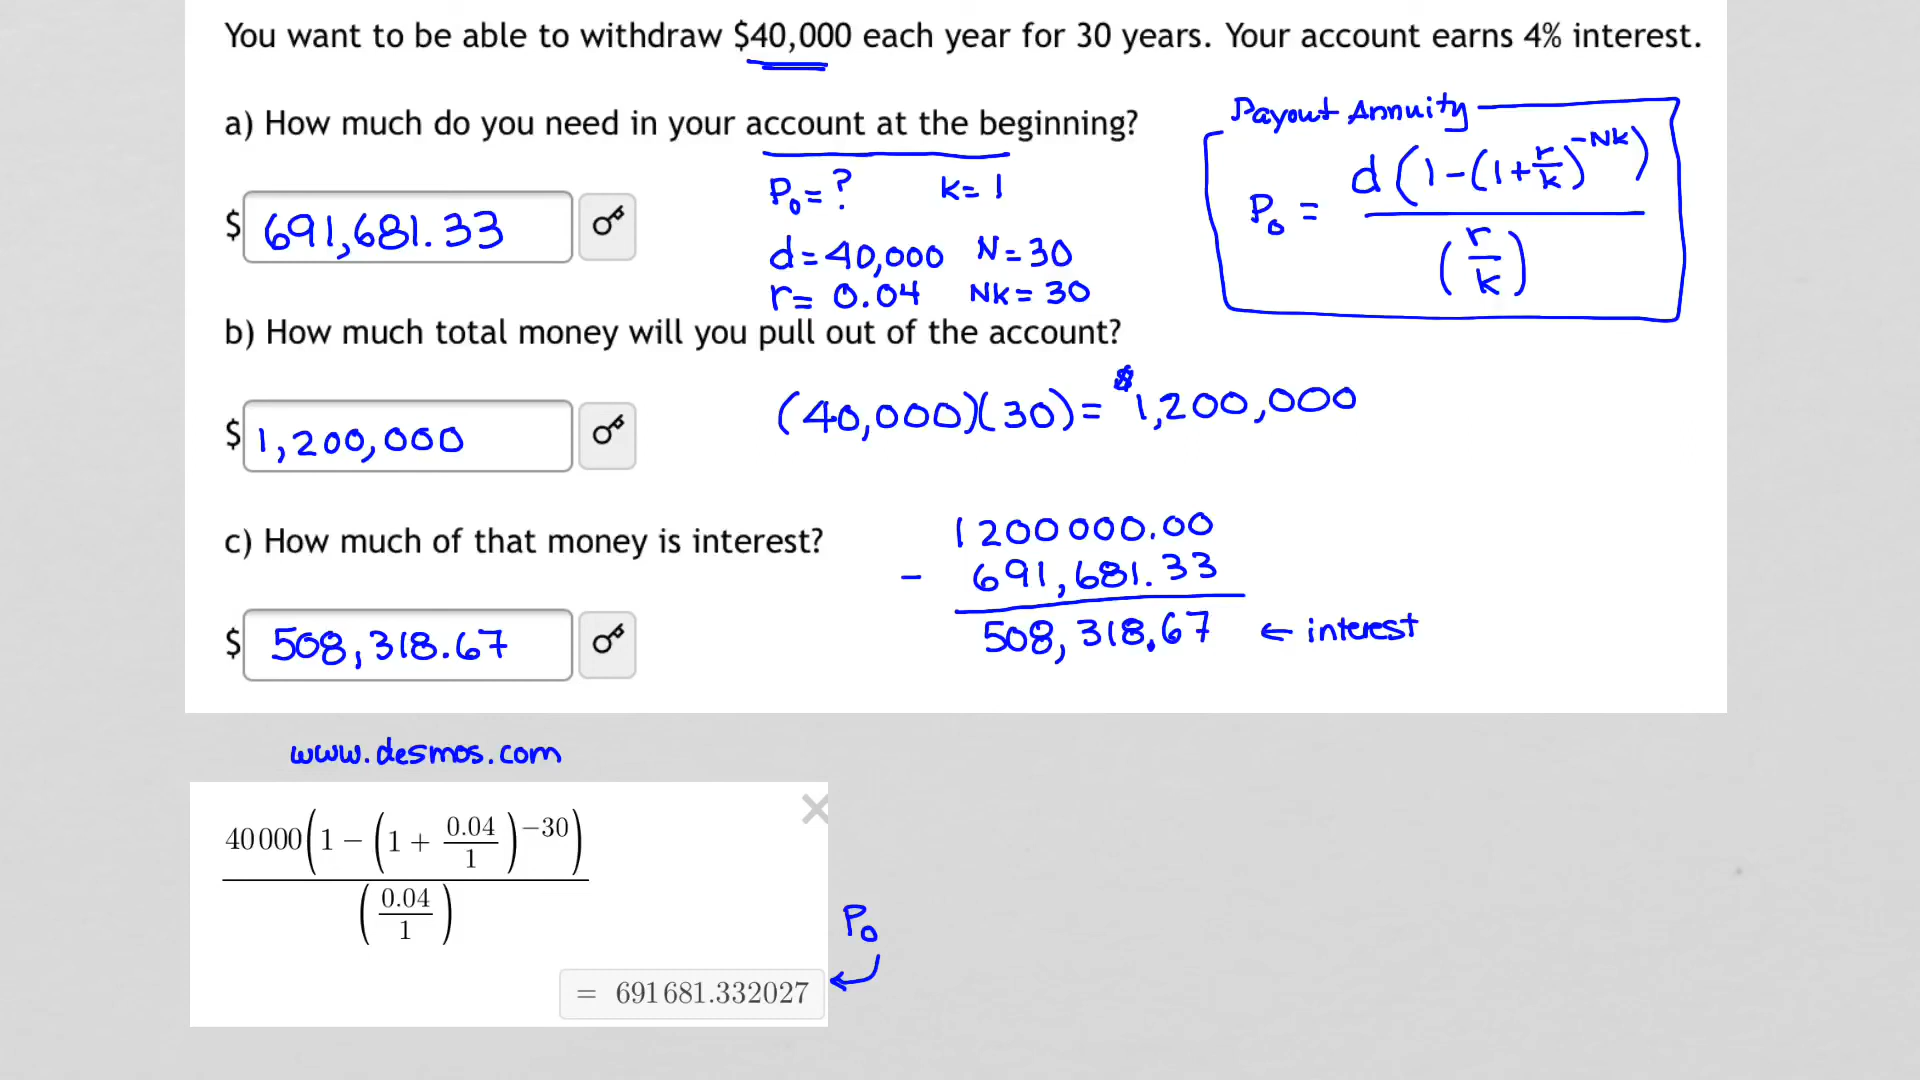 You want to be able to withdraw $40,000 each year for 30 years. Your account earns 4% interest.
a) How much do you need in your account at the beginning?
$ 691,681.33
P₀ = ? k = 1
d = 40,000 N = 30
r = 0.04 Nk = 30
Payout Annuity
P₀ = d(1-(1+r/k)^-Nk) / (r/k)
b) How much total money will you pull out of the account?
$ 1,200,000
(40,000)(30) = $1,200,000
c) How much of that money is interest?
$ 508,318.67
1200000.00
- 691,681.33
508,318.67 ← interest
www.desmos.com
40000(1 - (1 + 0.04/1)^-30) / (0.04/1)
= 691681.332027
P₀